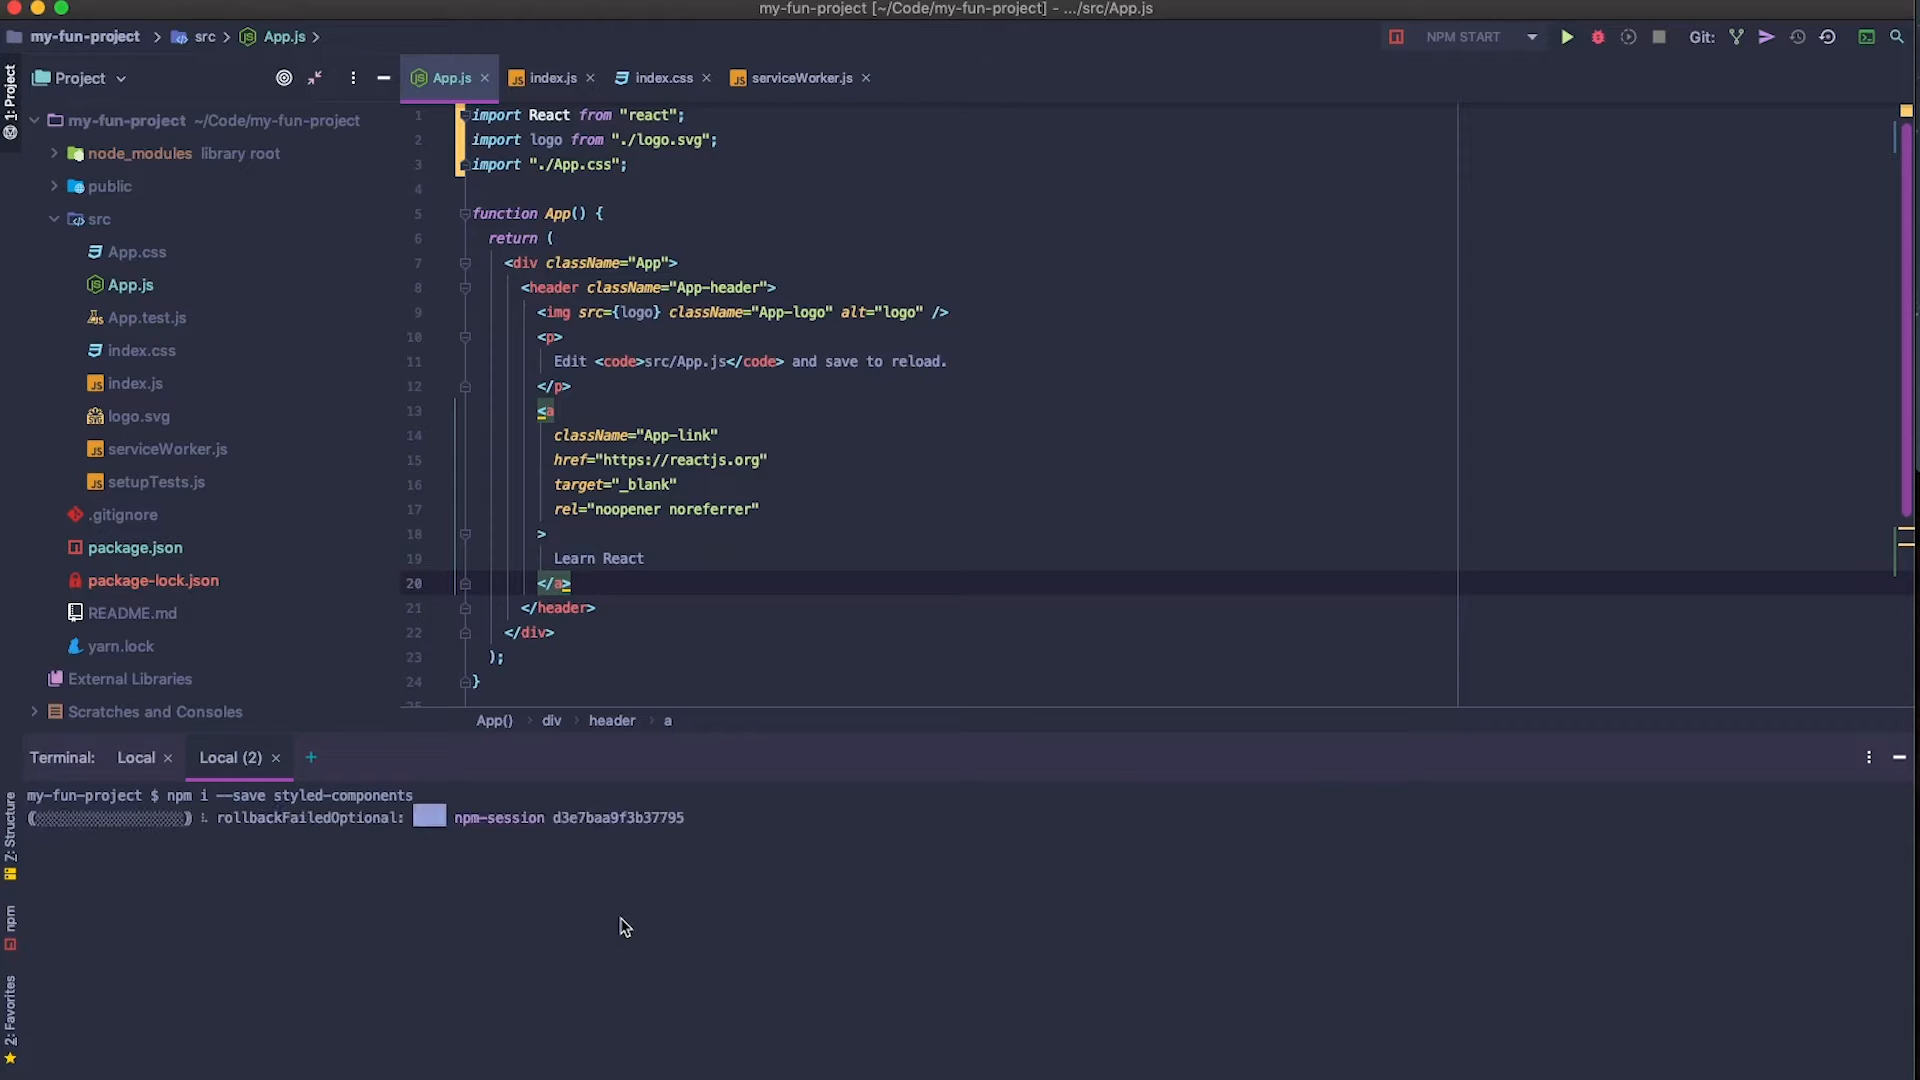 my-fun-project [~/Code/my-fun-project] - .../src/App.js
my-fun-project > src > App.js >
NPM START
Git:
1: Project
Project
App.js
index.js
index.css
serviceWorker.js
my-fun-project ~/Code/my-fun-project
node_modules library root
public
src
App.css
App.js
App.test.js
index.css
index.js
logo.svg
serviceWorker.js
setupTests.js
.gitignore
package.json
package-lock.json
README.md
yarn.lock
External Libraries
Scratches and Consoles
1 import React from "react";
2 import logo from "./logo.svg";
3 import "./App.css";
4
5 function App() {
6 return (
7 <div className="App">
8 <header className="App-header">
9 <img src={logo} className="App-logo" alt="logo" />
10 <p>
11 Edit <code>src/App.js</code> and save to reload.
12 </p>
13 <a
14 className="App-link"
15 href="https://reactjs.org"
16 target="_blank"
17 rel="noopener noreferrer"
18 >
19 Learn React
20 </a>
21 </header>
22 </div>
23 );
24 }
App() > div > header > a
Terminal: Local Local (2) +
my-fun-project $ npm i --save styled-components
rollbackFailedOptional: npm-session d3e7baa9f3b37795
Z: Structure
npm
2: Favorites